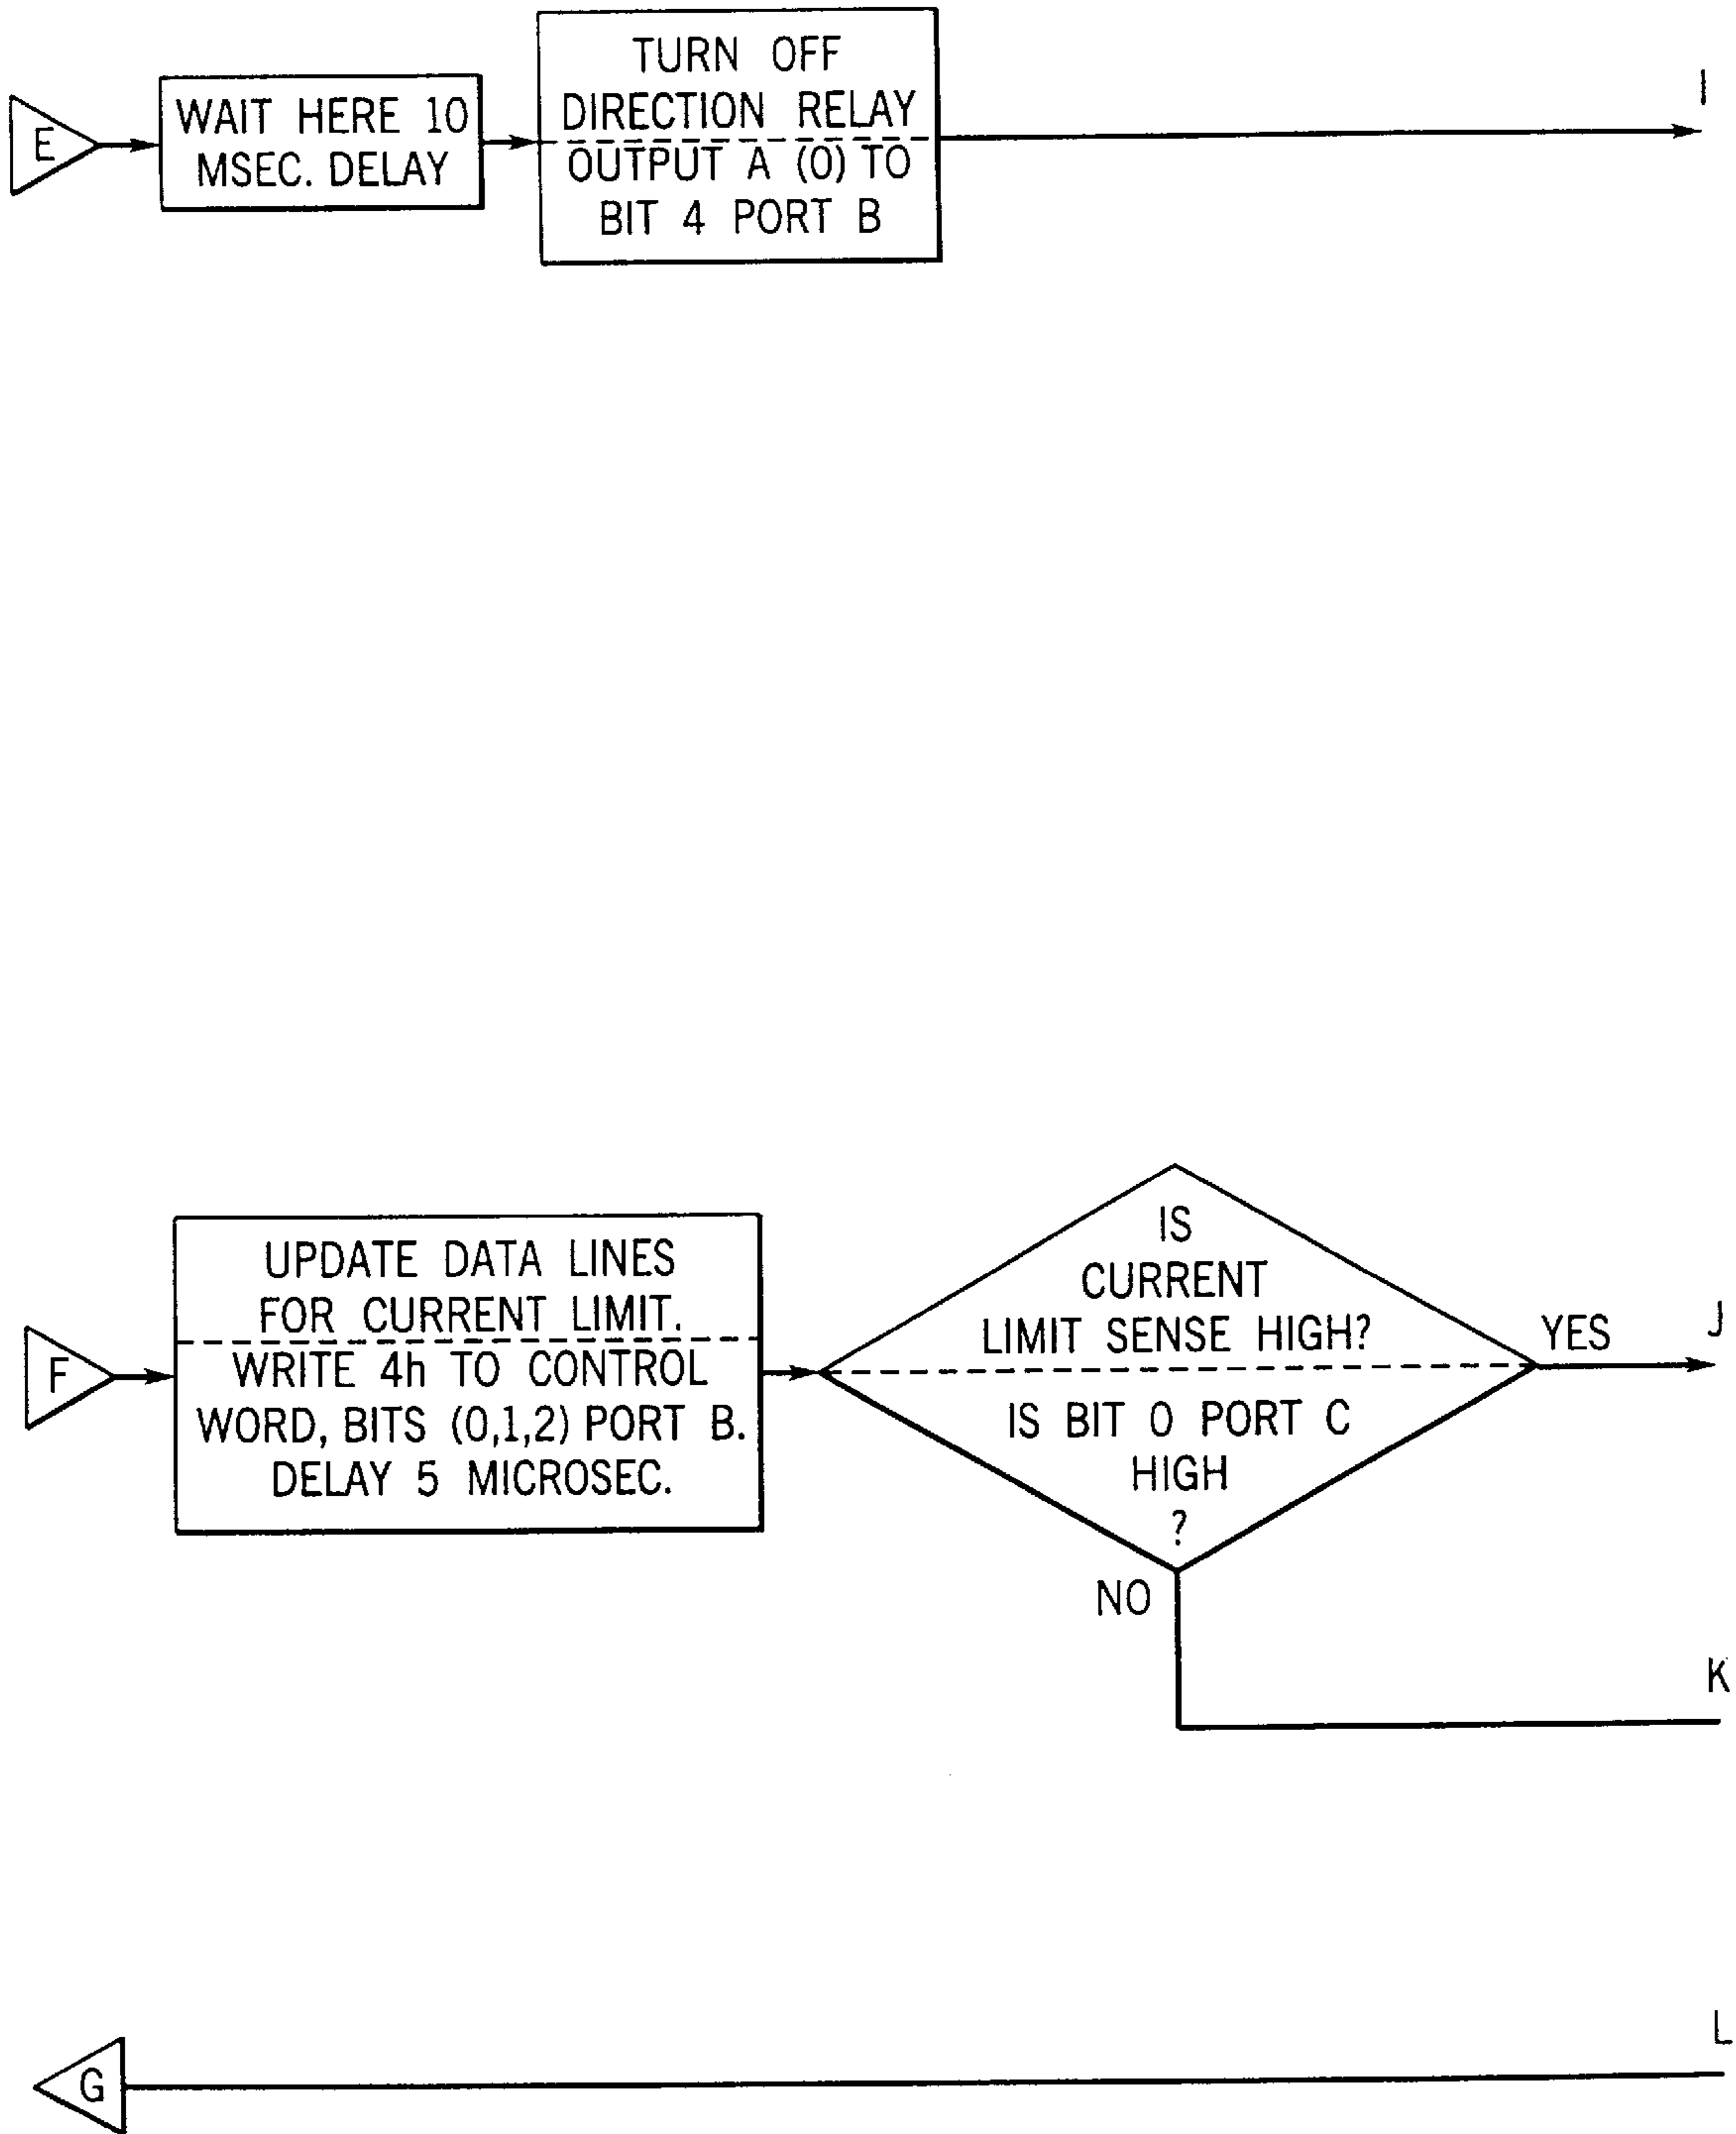 E
WAIT HERE 10
MSEC. DELAY
TURN OFF
DIRECTION RELAY
OUTPUT A (0) TO
BIT 4 PORT B
I
F
UPDATE DATA LINES
FOR CURRENT LIMIT.
WRITE 4h TO CONTROL
WORD, BITS (0,1,2) PORT B.
DELAY 5 MICROSEC.
IS
CURRENT
LIMIT SENSE HIGH?
IS BIT 0 PORT C
HIGH
?
YES
J
NO
K
G
L